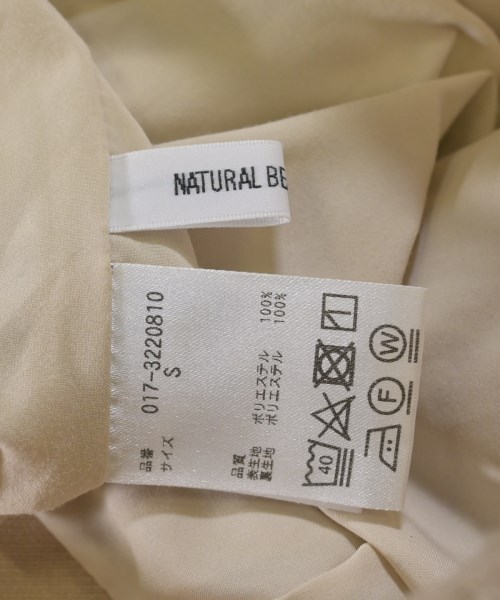 NATURAL BE
品番 017-3220810
サイズ S
品質
表生地 ポリエステル 100%
裏生地 ポリエステル 100%
40
W
F